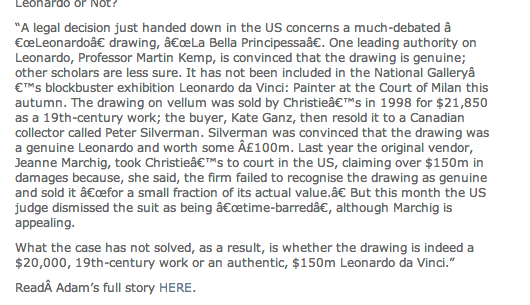 Leonardo or Not?
“A legal decision just handed down in the US concerns a much-debated â
€œLeonardoâ€ drawing, â€œLa Bella Principessaâ€. One leading authority on
Leonardo, Professor Martin Kemp, is convinced that the drawing is genuine;
other scholars are less sure. It has not been included in the National Galleryâ
€™s blockbuster exhibition Leonardo da Vinci: Painter at the Court of Milan this
autumn. The drawing on vellum was sold by Christieâ€™s in 1998 for $21,850
as a 19th-century work; the buyer, Kate Ganz, then resold it to a Canadian
collector called Peter Silverman. Silverman was convinced that the drawing was
a genuine Leonardo and worth some Â£100m. Last year the original vendor,
Jeanne Marchig, took Christieâ€™s to court in the US, claiming over $150m in
damages because, she said, the firm failed to recognise the drawing as genuine
and sold it â€œfor a small fraction of its actual value.â€ But this month the US
judge dismissed the suit as being â€œtime-barredâ€, although Marchig is
appealing.
What the case has not solved, as a result, is whether the drawing is indeed a
$20,000, 19th-century work or an authentic, $150m Leonardo da Vinci.”
ReadÂ Adam’s full story HERE.